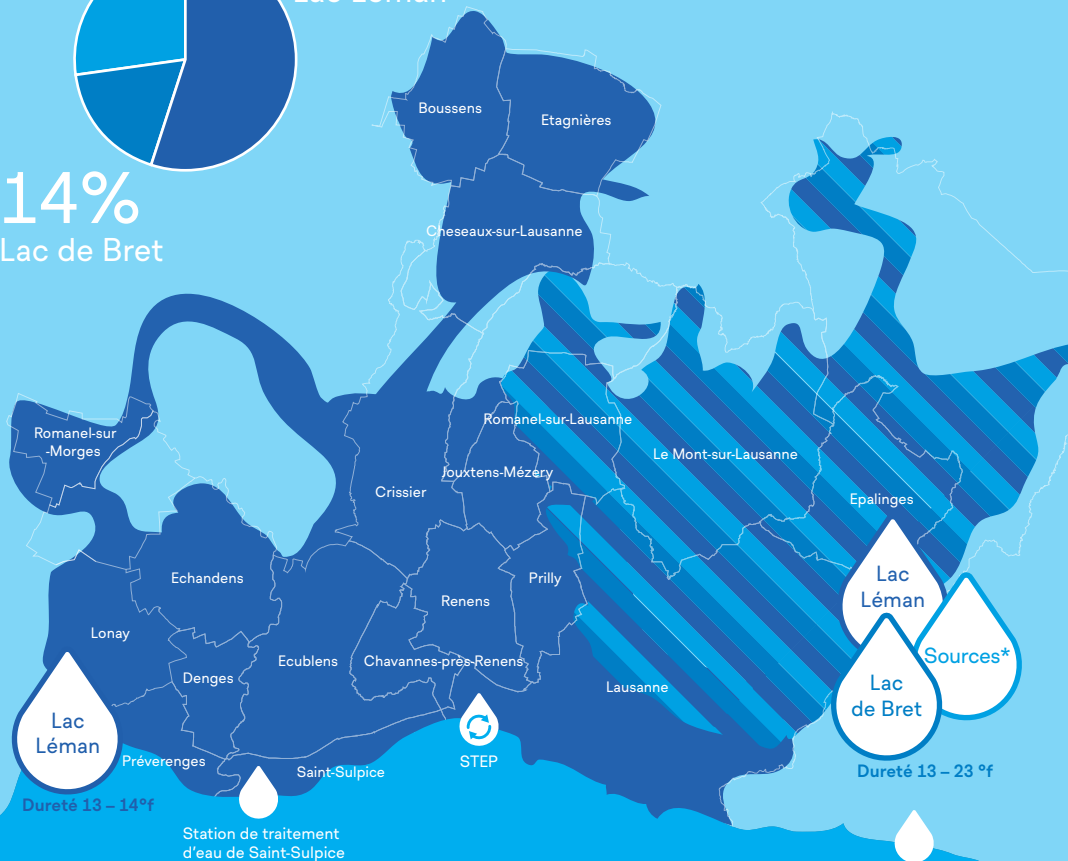 Lac Léman
14%
Lac de Bret
Boussens
Etagnières
Cheseaux-sur-Lausanne
Romanel-sur
-Morges
Romanel-sur-Lausanne
Le Mont-sur-Lausanne
Jouxtens-Mézery
Crissier
Epalinges
Echandens
Prilly
Renens
Lonay
Ecublens
Chavannes-près-Renens
Denges
Lausanne
Lac
Léman
Sources*
Lac
de Bret
Dureté 13 – 23 °f
Lac
Léman
Dureté 13 – 14°f
Préverenges
Saint-Sulpice
STEP
Station de traitement
d'eau de Saint-Sulpice